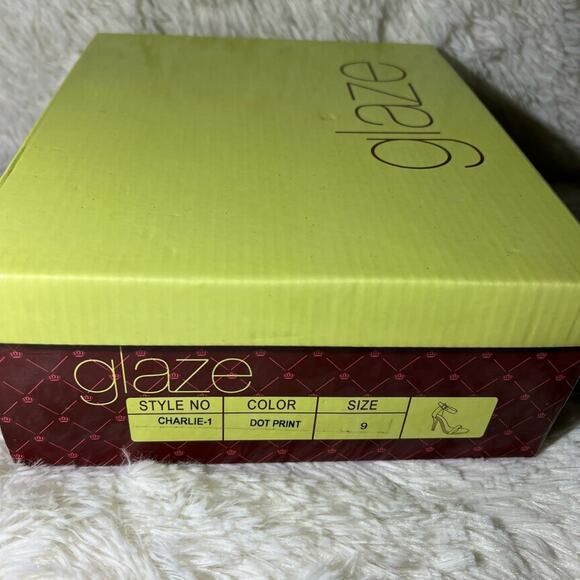 glaze
glaze
STYLE NO COLOR SIZE
CHARLIE-1 DOT PRINT 9